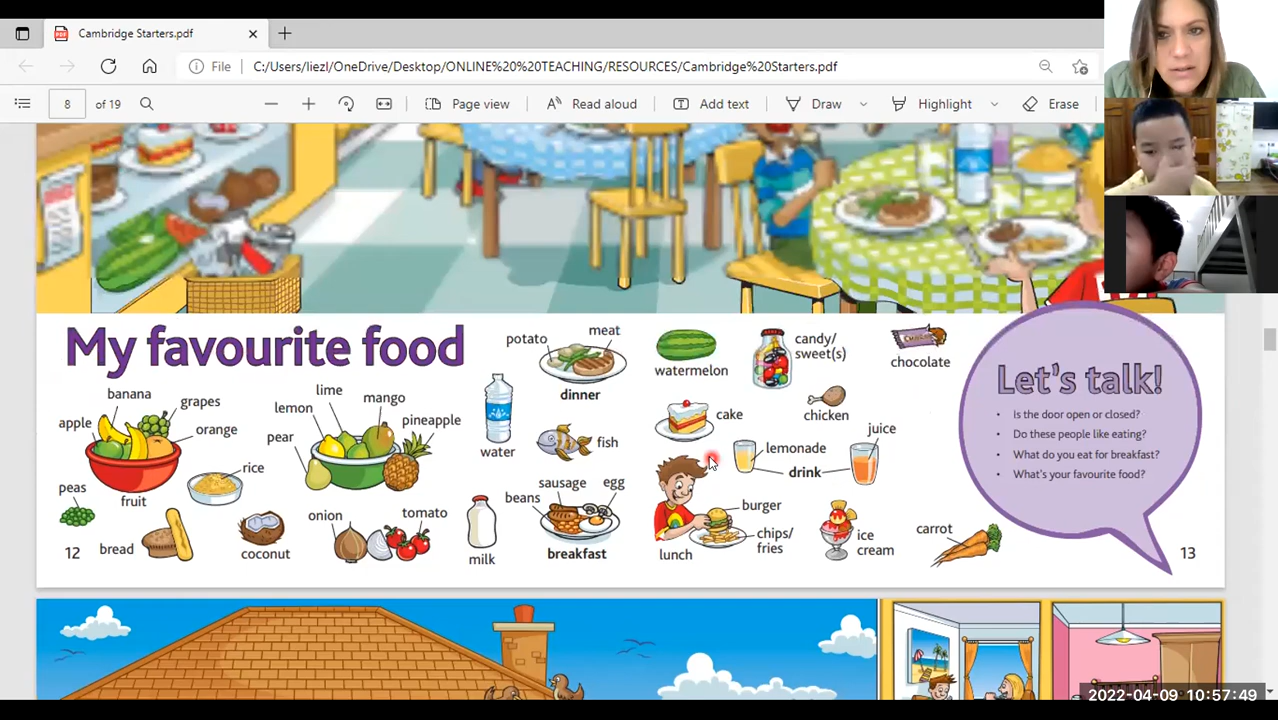 Cambridge Starters.pdf
File C:/Users/liezl/OneDrive/Desktop/ONLINE%20%20TEACHING/RESOURCES/Cambridge%20Starters.pdf
8 of 19 Page view Read aloud Add text Draw Highlight Erase
My favourite food
banana
apple
grapes
orange
fruit
rice
peas
bread
coconut
12
lime
lemon
mango
pear
pineapple
onion
tomato
potato
meat
dinner
water
fish
milk
beans
sausage
egg
breakfast
watermelon
candy/
sweet(s)
chocolate
cake
chicken
lemonade
juice
drink
burger
chips/
fries
lunch
ice
cream
carrot
Let's talk!
• Is the door open or closed?
• Do these people like eating?
• What do you eat for breakfast?
• What's your favourite food?
13
2022-04-09 10:57:49